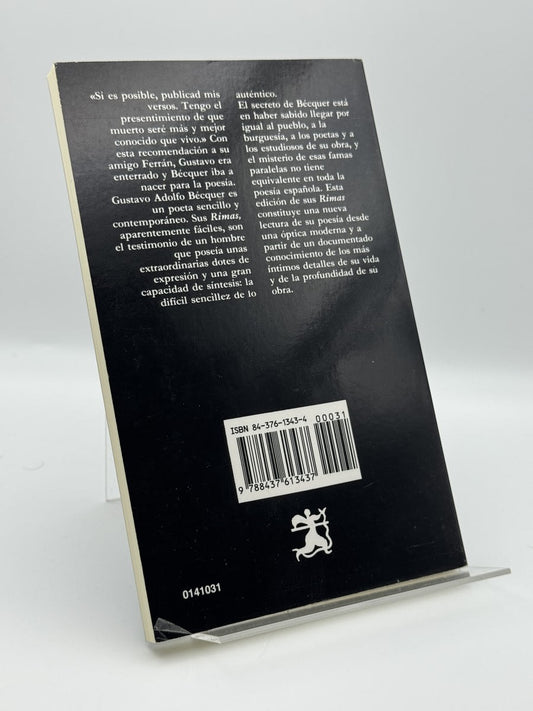 «Si es posible, publicad mis
versos. Tengo el
presentimiento de que
muerto seré más y mejor
conocido que vivo.» Con
esta recomendación a su
amigo Ferrán, Gustavo era
enterrado y Bécquer iba a
nacer para la poesía.
Gustavo Adolfo Bécquer es
un poeta sencillo y
contemporáneo. Sus Rimas,
aparentemente fáciles, son
el testimonio de un hombre
que poseía unas
extraordinarias dotes de
expresión y una gran
capacidad de síntesis: la
difícil sencillez de lo
auténtico.
El secreto de Bécquer está
en haber sabido llegar por
igual al pueblo, a la
burguesía, a los poetas y a
los estudiosos de su obra, y
el misterio de esas famas
paralelas no tiene
equivalente en toda la
poesía española. Esta
edición de sus Rimas
constituye una nueva
lectura de su poesía desde
una óptica moderna y a
partir de un documentado
conocimiento de los más
íntimos detalles de su vida
y de la profundidad de su
obra.
ISBN 84-376-1343-4
00031
9 788437 613437
0141031